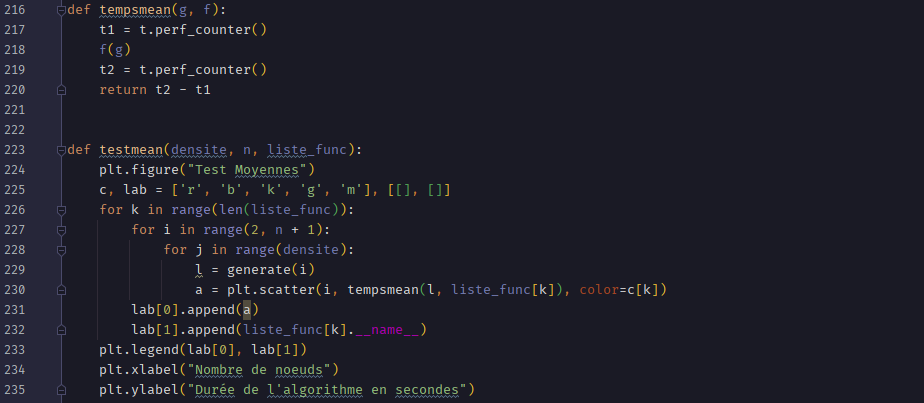 216 def tempsmean(g, f):
217     t1 = t.perf_counter()
218     f(g)
219     t2 = t.perf_counter()
220     return t2 - t1
221
222
223 def testmean(densite, n, liste_func):
224     plt.figure("Test Moyennes")
225     c, lab = ['r', 'b', 'k', 'g', 'm'], [[], []]
226     for k in range(len(liste_func)):
227         for i in range(2, n + 1):
228             for j in range(densite):
229                 l = generate(i)
230                 a = plt.scatter(i, tempsmean(l, liste_func[k]), color=c[k])
231         lab[0].append(a)
232         lab[1].append(liste_func[k].__name__)
233     plt.legend(lab[0], lab[1])
234     plt.xlabel("Nombre de noeuds")
235     plt.ylabel("Durée de l'algorithme en secondes")